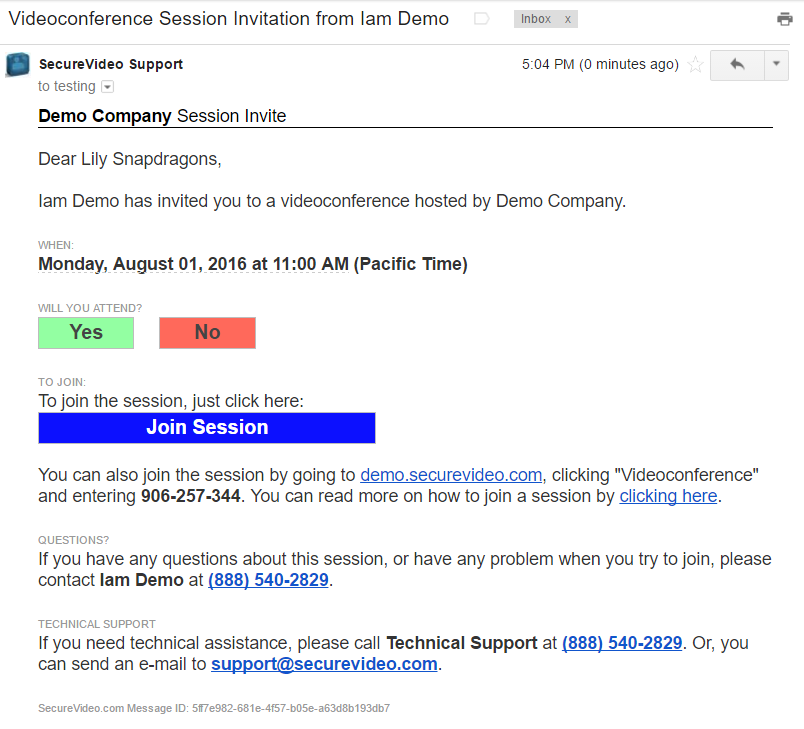 Videoconference Session Invitation from Iam Demo
Inbox x
SecureVideo Support
5:04 PM (0 minutes ago)
to testing
Demo Company Session Invite
Dear Lily Snapdragons,
Iam Demo has invited you to a videoconference hosted by Demo Company.
WHEN:
Monday, August 01, 2016 at 11:00 AM (Pacific Time)
WILL YOU ATTEND?
Yes No
TO JOIN:
To join the session, just click here:
Join Session
You can also join the session by going to demo.securevideo.com, clicking "Videoconference"
and entering 906-257-344. You can read more on how to join a session by clicking here.
QUESTIONS?
If you have any questions about this session, or have any problem when you try to join, please
contact Iam Demo at (888) 540-2829.
TECHNICAL SUPPORT
If you need technical assistance, please call Technical Support at (888) 540-2829. Or, you
can send an e-mail to support@securevideo.com.
SecureVideo.com Message ID: 5ff7e982-681e-4f57-b05e-a63d8b193db7